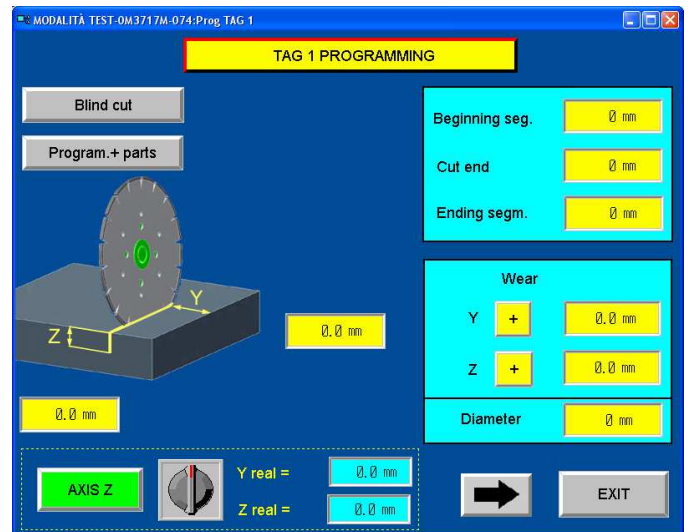 MODALITÀ TEST-0M3717M-074:Prog TAG 1
TAG 1 PROGRAMMING
Blind cut
Program.+ parts
Beginning seg. 0 mm
Cut end 0 mm
Ending segm. 0 mm
Y
Z
0.0 mm
0.0 mm
Wear
Y + 0.0 mm
Z + 0.0 mm
Diameter 0 mm
AXIS Z
Y real = 0.0 mm
Z real = 0.0 mm
EXIT